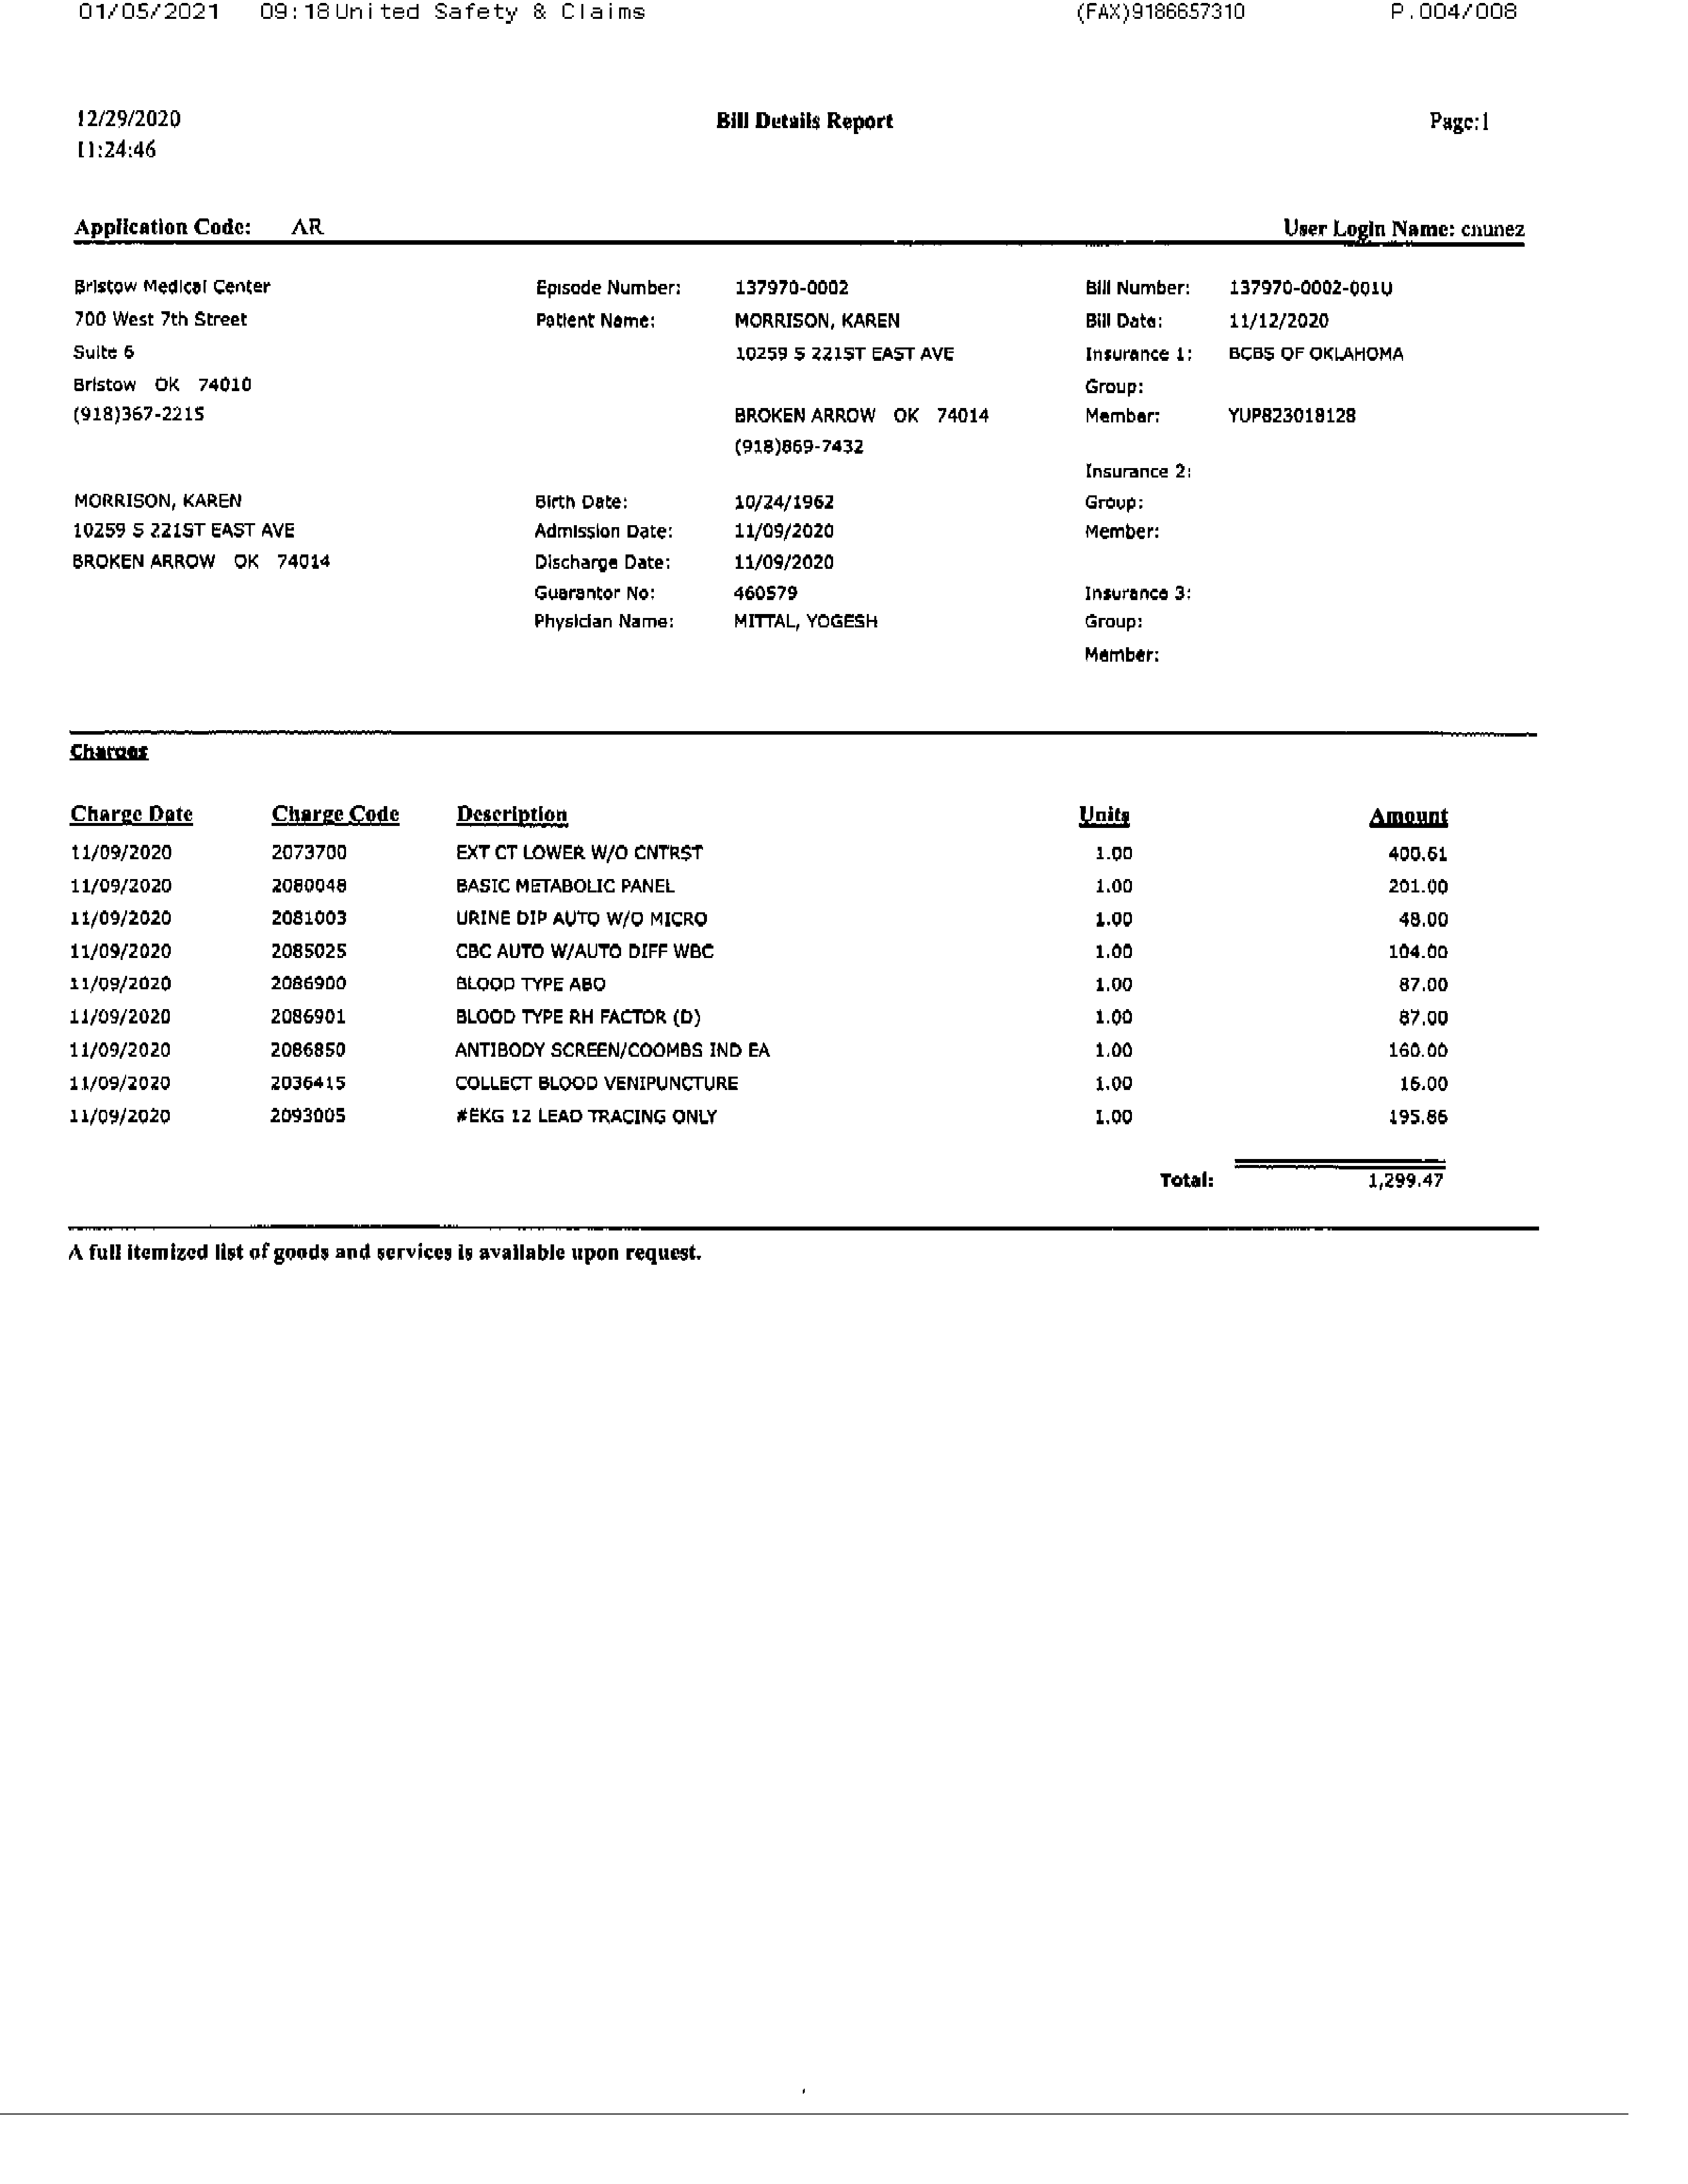 01/05/2021 09:18 United Safety & Claims (FAX)9186657310 P.004/008
12/29/2020 Bill Details Report Page:1
11:24:46
Application Code: AR User Login Name: cnunez
Bristow Medical Center Episode Number: 137970-0002 Bill Number: 137970-0002-001U
700 West 7th Street Patient Name: MORRISON, KAREN Bill Date: 11/12/2020
Suite 6 10259 S 221ST EAST AVE Insurance 1: BCBS OF OKLAHOMA
Bristow OK 74010 Group:
(918)367-2215 BROKEN ARROW OK 74014 Member: YUP823018128
(918)869-7432
Insurance 2:
MORRISON, KAREN Birth Date: 10/24/1962 Group:
10259 S 221ST EAST AVE Admission Date: 11/09/2020 Member:
BROKEN ARROW OK 74014 Discharge Date: 11/09/2020
Guarantor No: 460579 Insurance 3:
Physician Name: MITTAL, YOGESH Group:
Member:
Charges
Charge Date Charge Code Description Units Amount
11/09/2020 2073700 EXT CT LOWER W/O CNTRST 1.00 400.61
11/09/2020 2080048 BASIC METABOLIC PANEL 1.00 201.00
11/09/2020 2081003 URINE DIP AUTO W/O MICRO 1.00 48.00
11/09/2020 2085025 CBC AUTO W/AUTO DIFF WBC 1.00 104.00
11/09/2020 2086900 BLOOD TYPE ABO 1.00 87.00
11/09/2020 2086901 BLOOD TYPE RH FACTOR (D) 1.00 87.00
11/09/2020 2086850 ANTIBODY SCREEN/COOMBS IND EA 1.00 160.00
11/09/2020 2036415 COLLECT BLOOD VENIPUNCTURE 1.00 16.00
11/09/2020 2093005 #EKG 12 LEAD TRACING ONLY 1.00 195.86
Total: 1,299.47
A full itemized list of goods and services is available upon request.